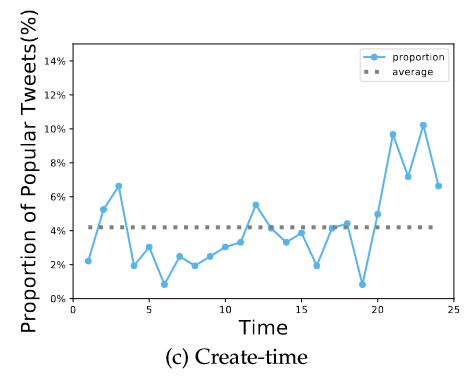 Proportion of Popular Tweets(%)
14%
12%
10%
8%
6%
4%
2%
0%
0
5
10
15
20
25
proportion
average
Time
(c) Create-time